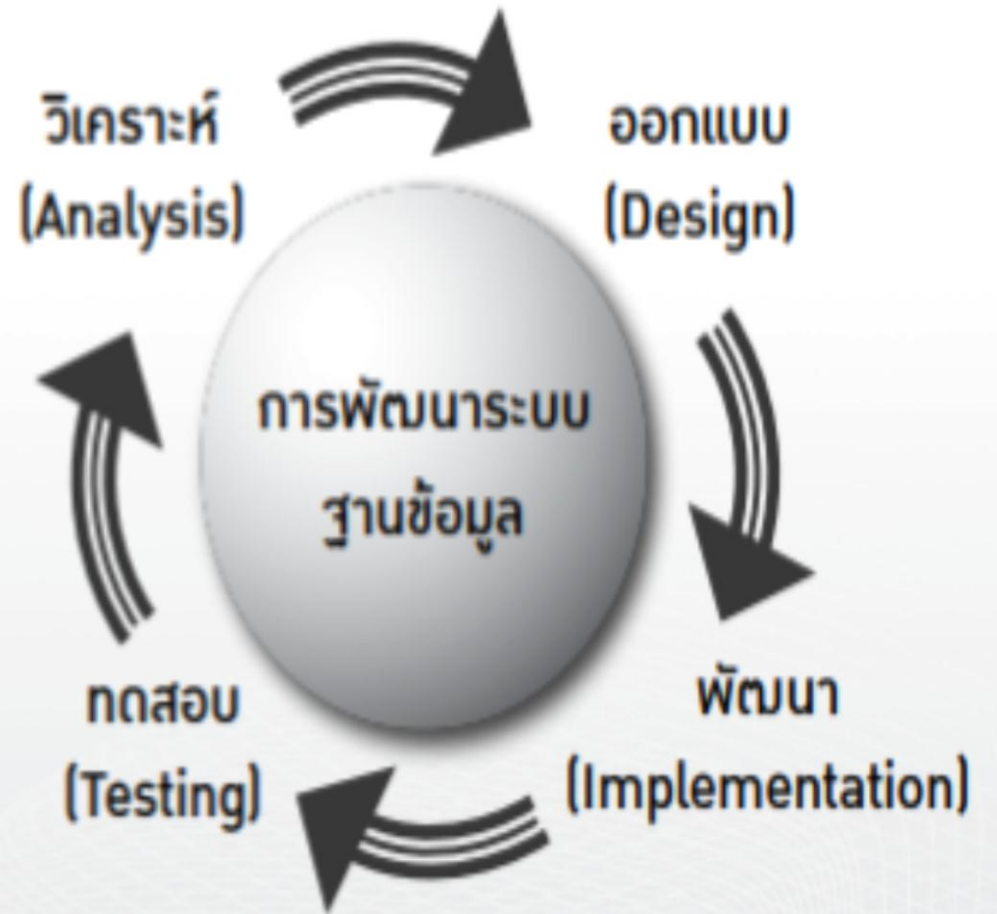 วิเคราะห์
(Analysis)
ออกแบบ
(Design)
การพัฒนาระบบ
ฐานข้อมูล
ทดสอบ
(Testing)
พัฒนา
(Implementation)